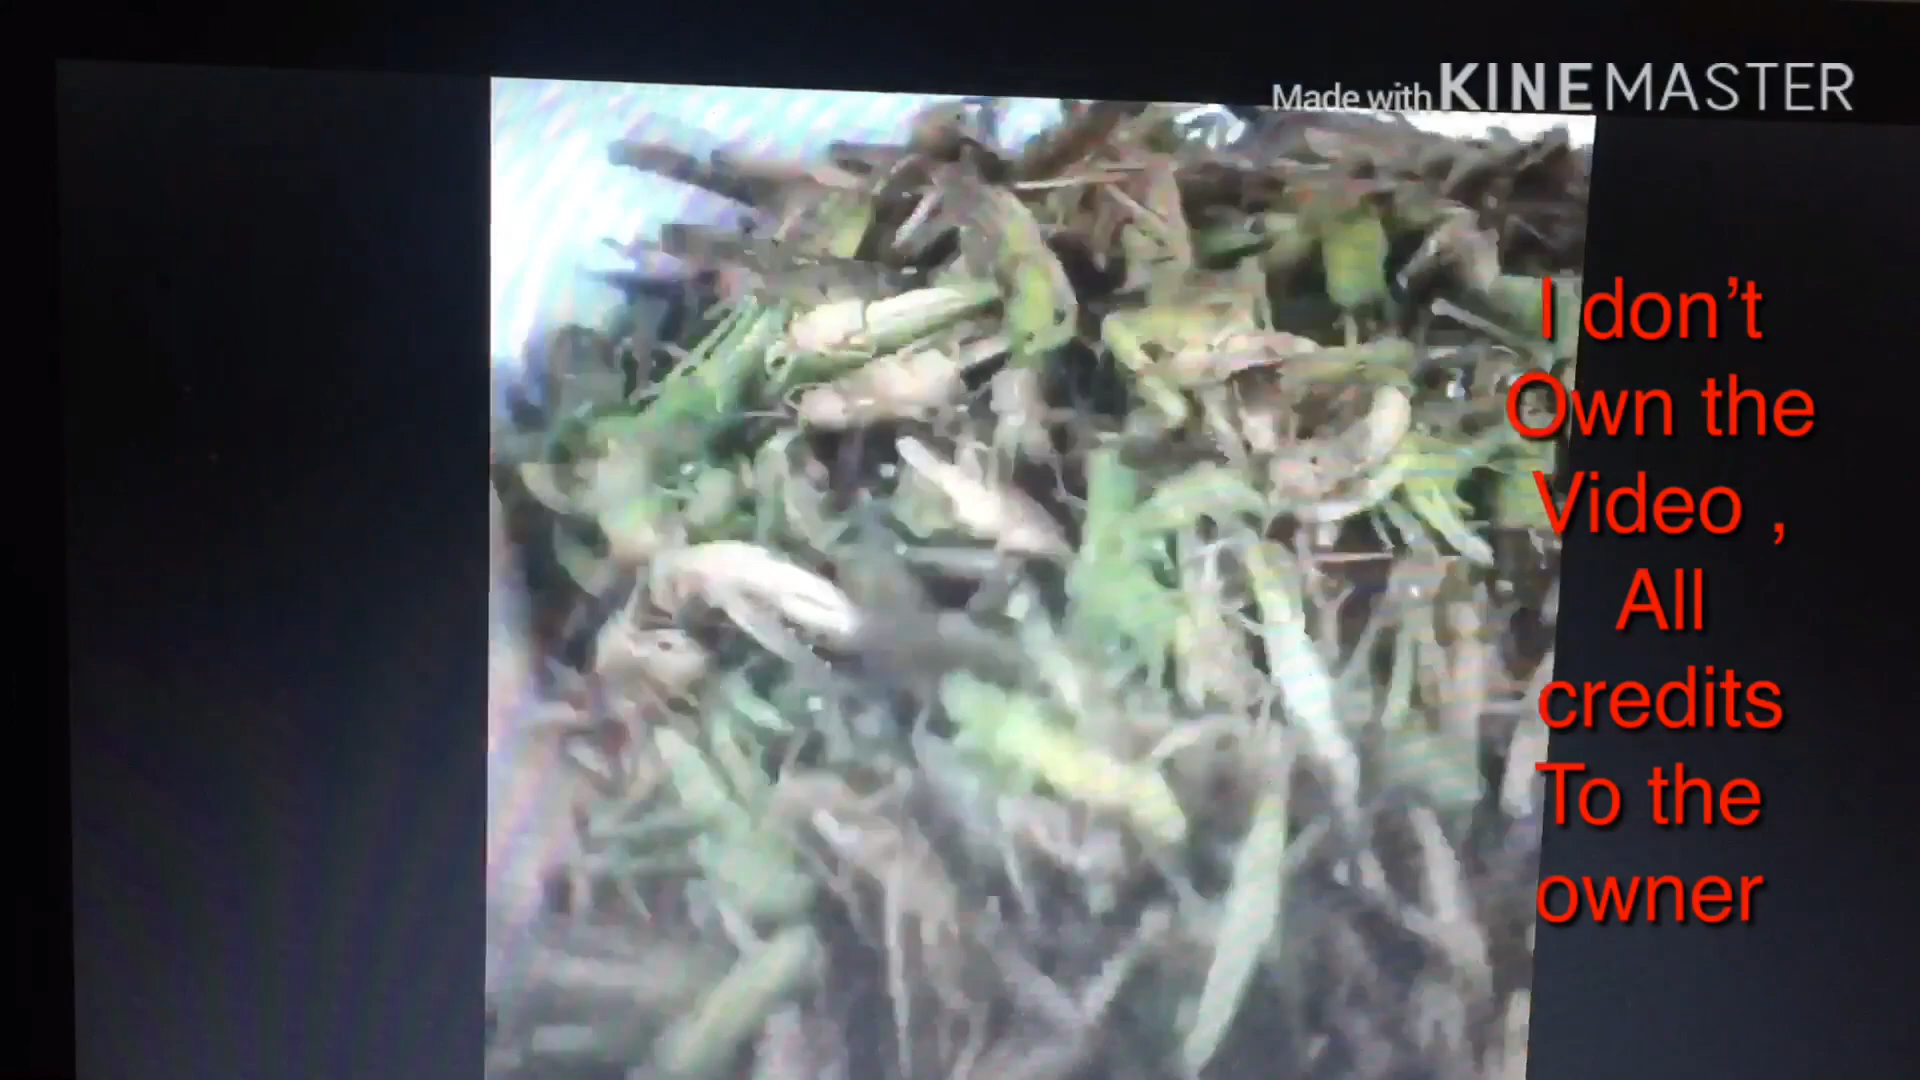 Made with KINEMASTER
I don't
Own the
Video ,
All
credits
To the
owner